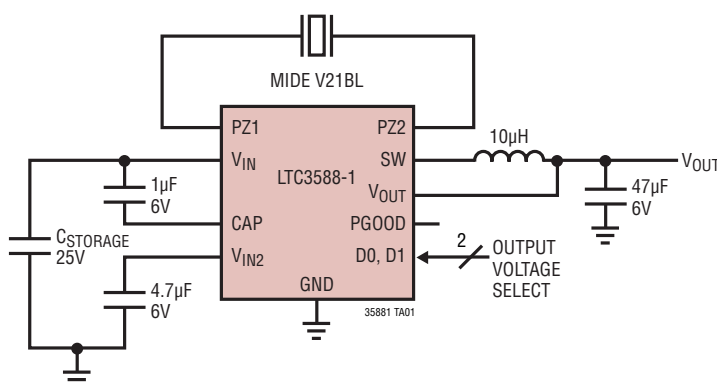 MIDE V21BL
PZ1
PZ2
10µH
VIN
SW
VOUT
1µF
6V
LTC3588-1
VOUT
47µF
6V
CAP
PGOOD
CSTORAGE
25V
VIN2
D0, D1
2
OUTPUT
VOLTAGE
SELECT
4.7µF
6V
GND
35881 TA01